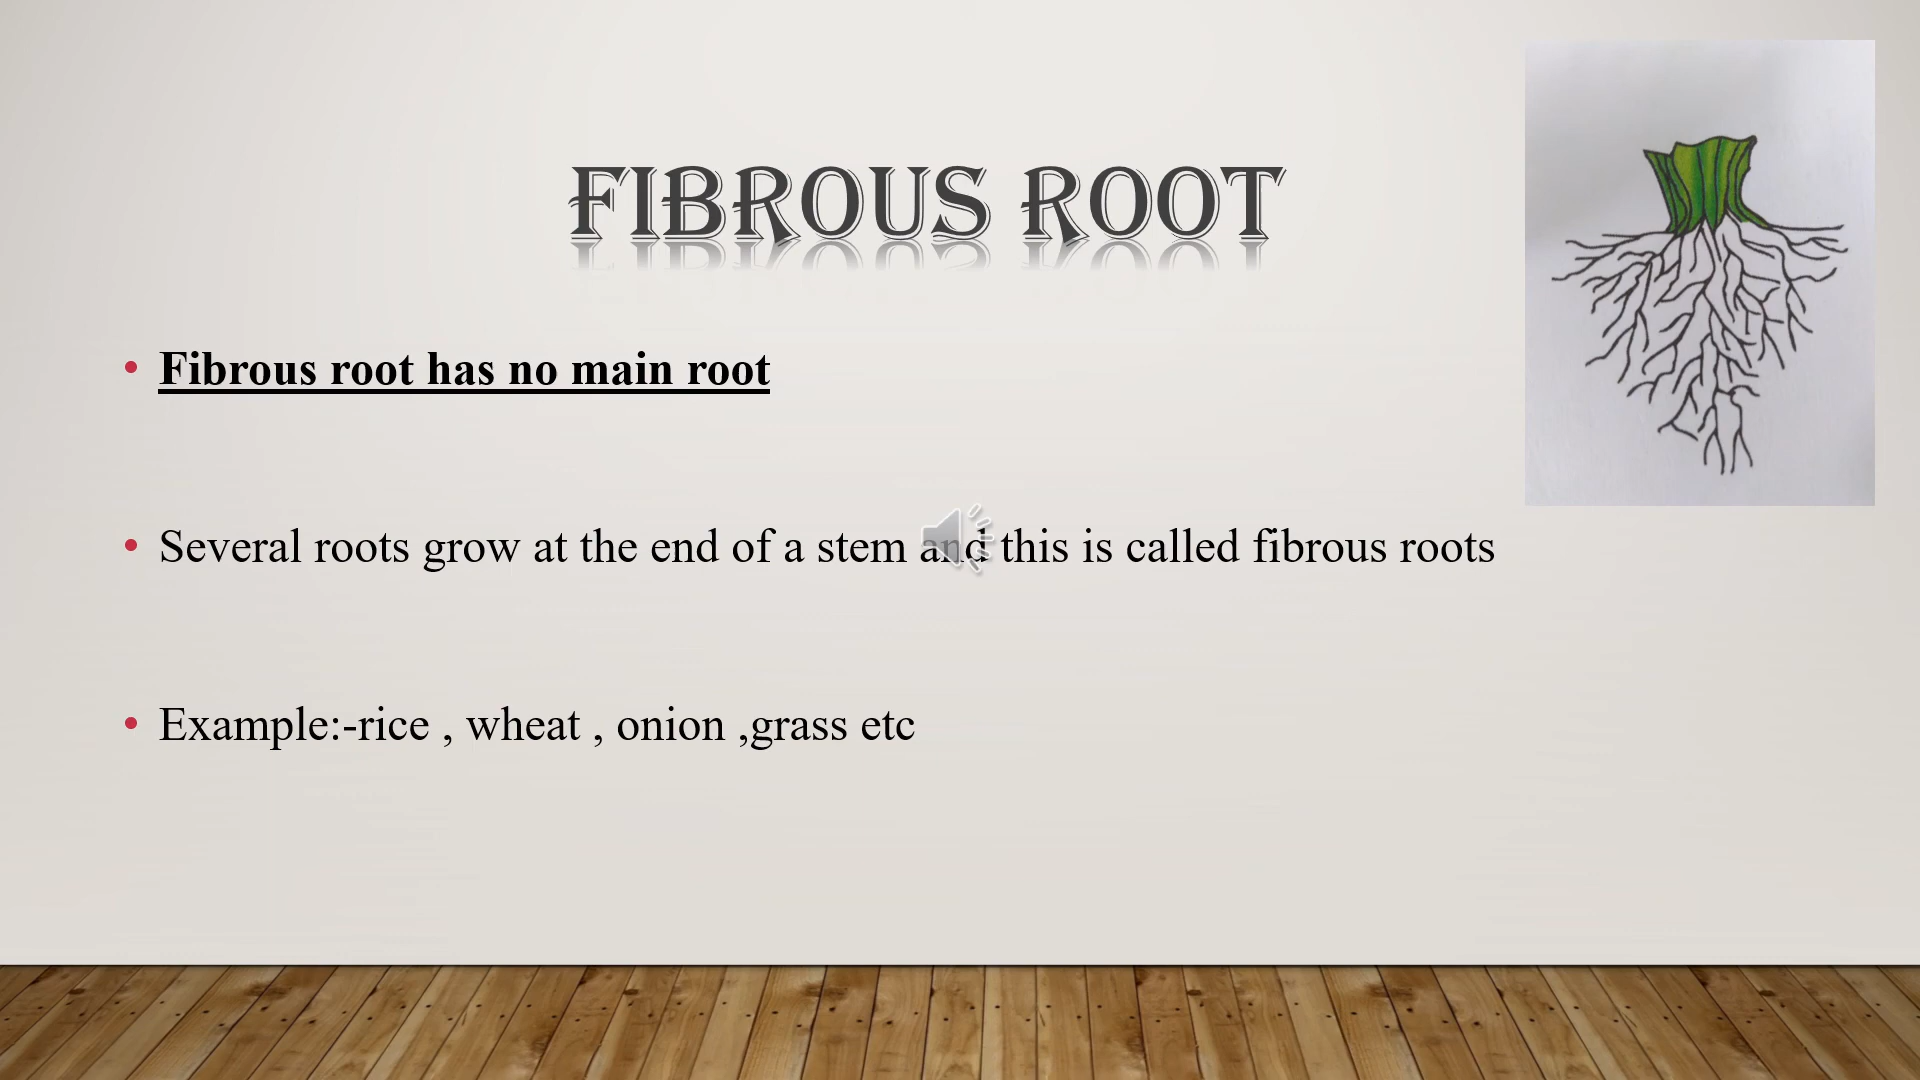 FIBROUS ROOT
Fibrous root has no main root
Several roots grow at the end of a stem and this is called fibrous roots
Example:-rice , wheat , onion ,grass etc